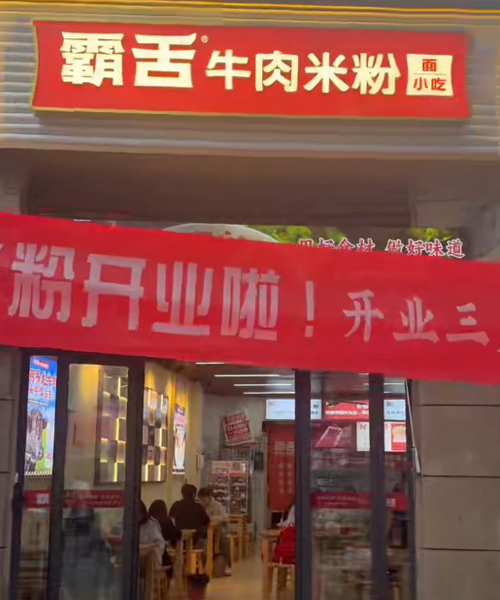 霸舌®牛肉米粉 面
小吃
用好食材 做好味道
粉开业啦！开业三